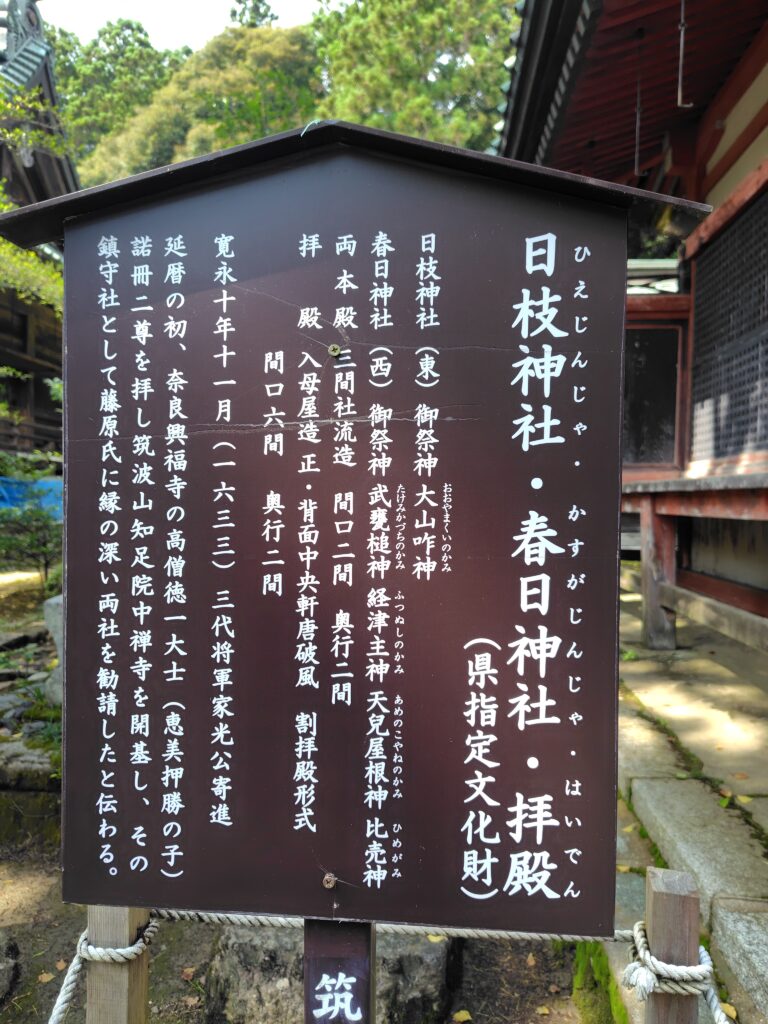 ひえじんじゃ・かすがじんじゃ・はいでん
日枝神社・春日神社・拝殿
（県指定文化財）
おおやまくいのかみ
日枝神社（東）御祭神 大山咋神
たけみかづちのかみ ふつぬしのかみ あめのこやねのかみ ひめがみ
春日神社（西）御祭神 武甕槌神 経津主神 天兒屋根神 比売神
両本殿 三間社流造 間口二間 奥行二間
拝殿 入母屋造 正・背面中央軒唐破風 割拝殿形式
間口六間 奥行二間
寛永十年十一月（一六三三）三代将軍家光公寄進
延暦の初、奈良興福寺の高僧徳一大士（恵美押勝の子）
諾冊二尊を拝し筑波山知足院中禅寺を開基し、その
鎮守社として藤原氏に縁の深い両社を勧請したと伝わる。
筑